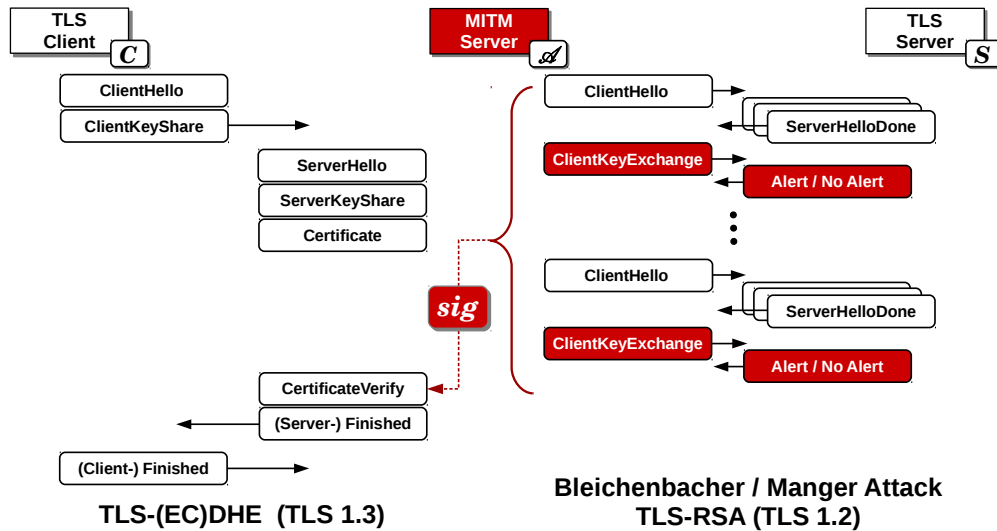 TLS
Client
C
MITM
Server
𝒜
TLS
Server
S
ClientHello
ClientKeyShare
ServerHello
ServerKeyShare
Certificate
sig
CertificateVerify
(Server-) Finished
(Client-) Finished
ClientHello
ServerHelloDone
ClientKeyExchange
Alert / No Alert
ClientHello
ServerHelloDone
ClientKeyExchange
Alert / No Alert
TLS-(EC)DHE (TLS 1.3)
Bleichenbacher / Manger Attack
TLS-RSA (TLS 1.2)